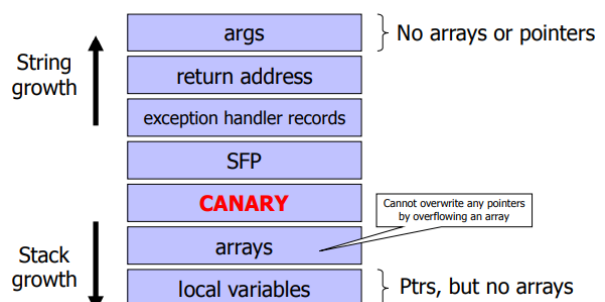 args
No arrays or pointers
String
growth
return address
exception handler records
SFP
CANARY
Cannot overwrite any pointers
by overflowing an array
arrays
Stack
growth
local variables
Ptrs, but no arrays